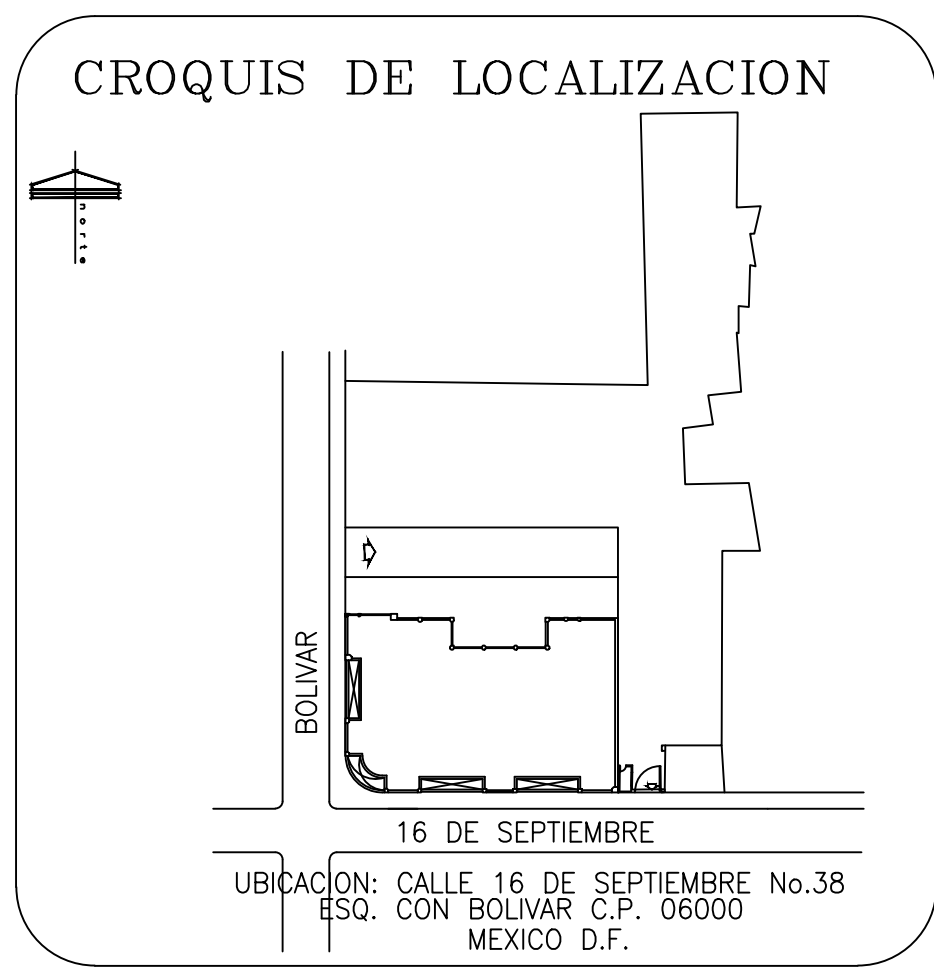 CROQUIS DE LOCALIZACION
norte
BOLIVAR
16 DE SEPTIEMBRE
UBICACION: CALLE 16 DE SEPTIEMBRE No.38
ESQ. CON BOLIVAR C.P. 06000
MEXICO D.F.